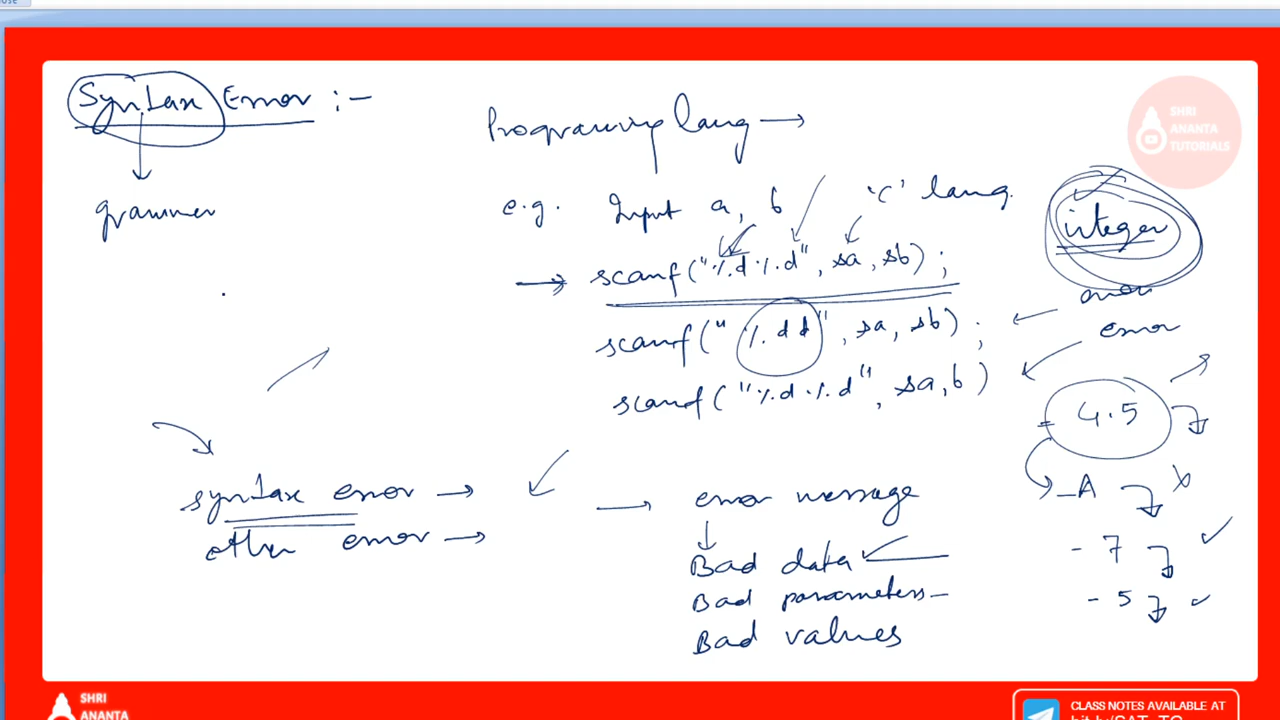 Syntax Error :-
grammer
Programing lang →
e.g. Input a, b 'c' lang.
→ scanf("%d%d", &a, &b);
scanf("%dd", &a, &b);
scanf("%d%d", &a, b)
integer
error
error
= 4.5
-A x
- 7 ✓
- 5 ✓
syntax error →
other error →
→ error message
Bad data
Bad parameters -
Bad values
SHRI
ANANTA
TUTORIALS
SHRI
ANANTA
CLASS NOTES AVAILABLE AT